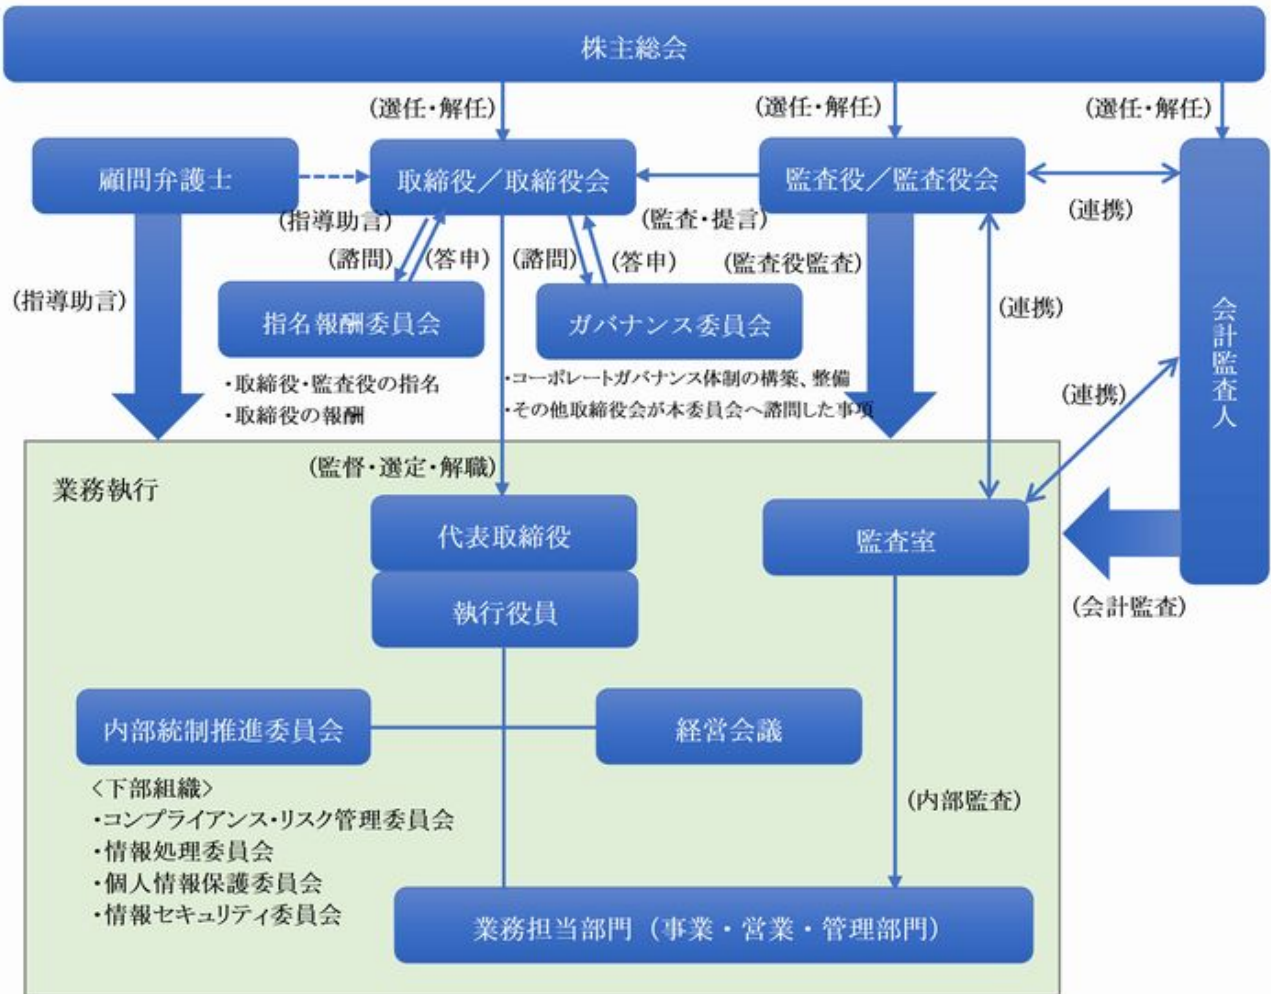 株主総会
(選任・解任)
(選任・解任)
(選任・解任)
顧問弁護士
取締役／取締役会
監査役／監査役会
(連携)
(指導助言)
(監査・提言)
(諮問)
(答申)
(諮問)
(答申)
(監査役監査)
(指導助言)
指名報酬委員会
ガバナンス委員会
(連携)
会計監査人
・取締役・監査役の指名
・取締役の報酬
・コーポレートガバナンス体制の構築、整備
・その他取締役会が本委員会へ諮問した事項
(連携)
(監督・選定・解職)
業務執行
代表取締役
監査室
執行役員
(会計監査)
内部統制推進委員会
経営会議
〈下部組織〉
・コンプライアンス・リスク管理委員会
・情報処理委員会
・個人情報保護委員会
・情報セキュリティ委員会
(内部監査)
業務担当部門（事業・営業・管理部門）